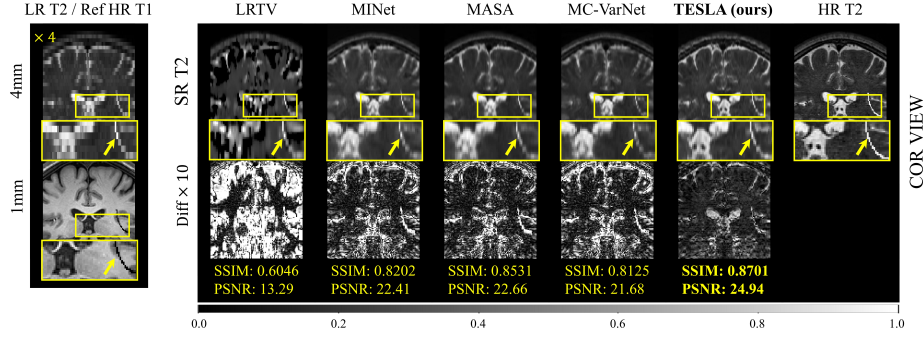 LR T2 / Ref HR T1
LRTV
MINet
MASA
MC-VarNet
TESLA (ours)
HR T2
× 4
4mm
1mm
SR T2
Diff × 10
COR VIEW
SSIM: 0.6046
PSNR: 13.29
SSIM: 0.8202
PSNR: 22.41
SSIM: 0.8531
PSNR: 22.66
SSIM: 0.8125
PSNR: 21.68
SSIM: 0.8701
PSNR: 24.94
0.0
0.2
0.4
0.6
0.8
1.0